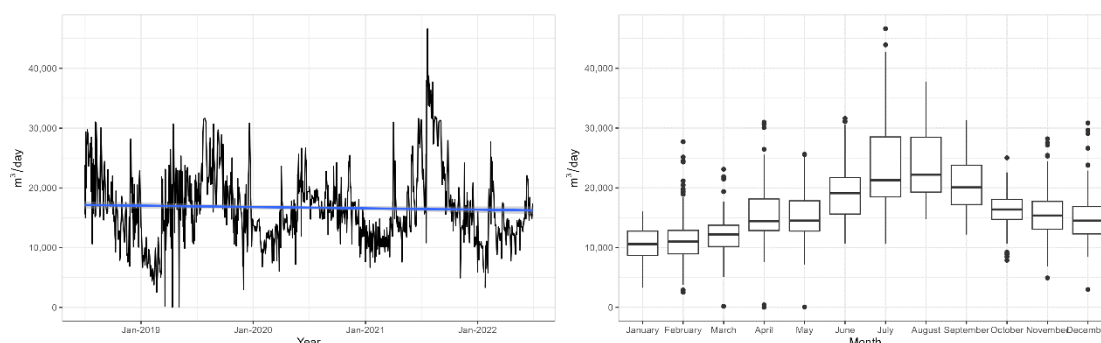 40,000
30,000
20,000
10,000
0
m³/day
Jan-2019 Jan-2020 Jan-2021 Jan-2022
Year
40,000
30,000
20,000
10,000
0
m³/day
January February March April May June July August September October November Decemb
Month